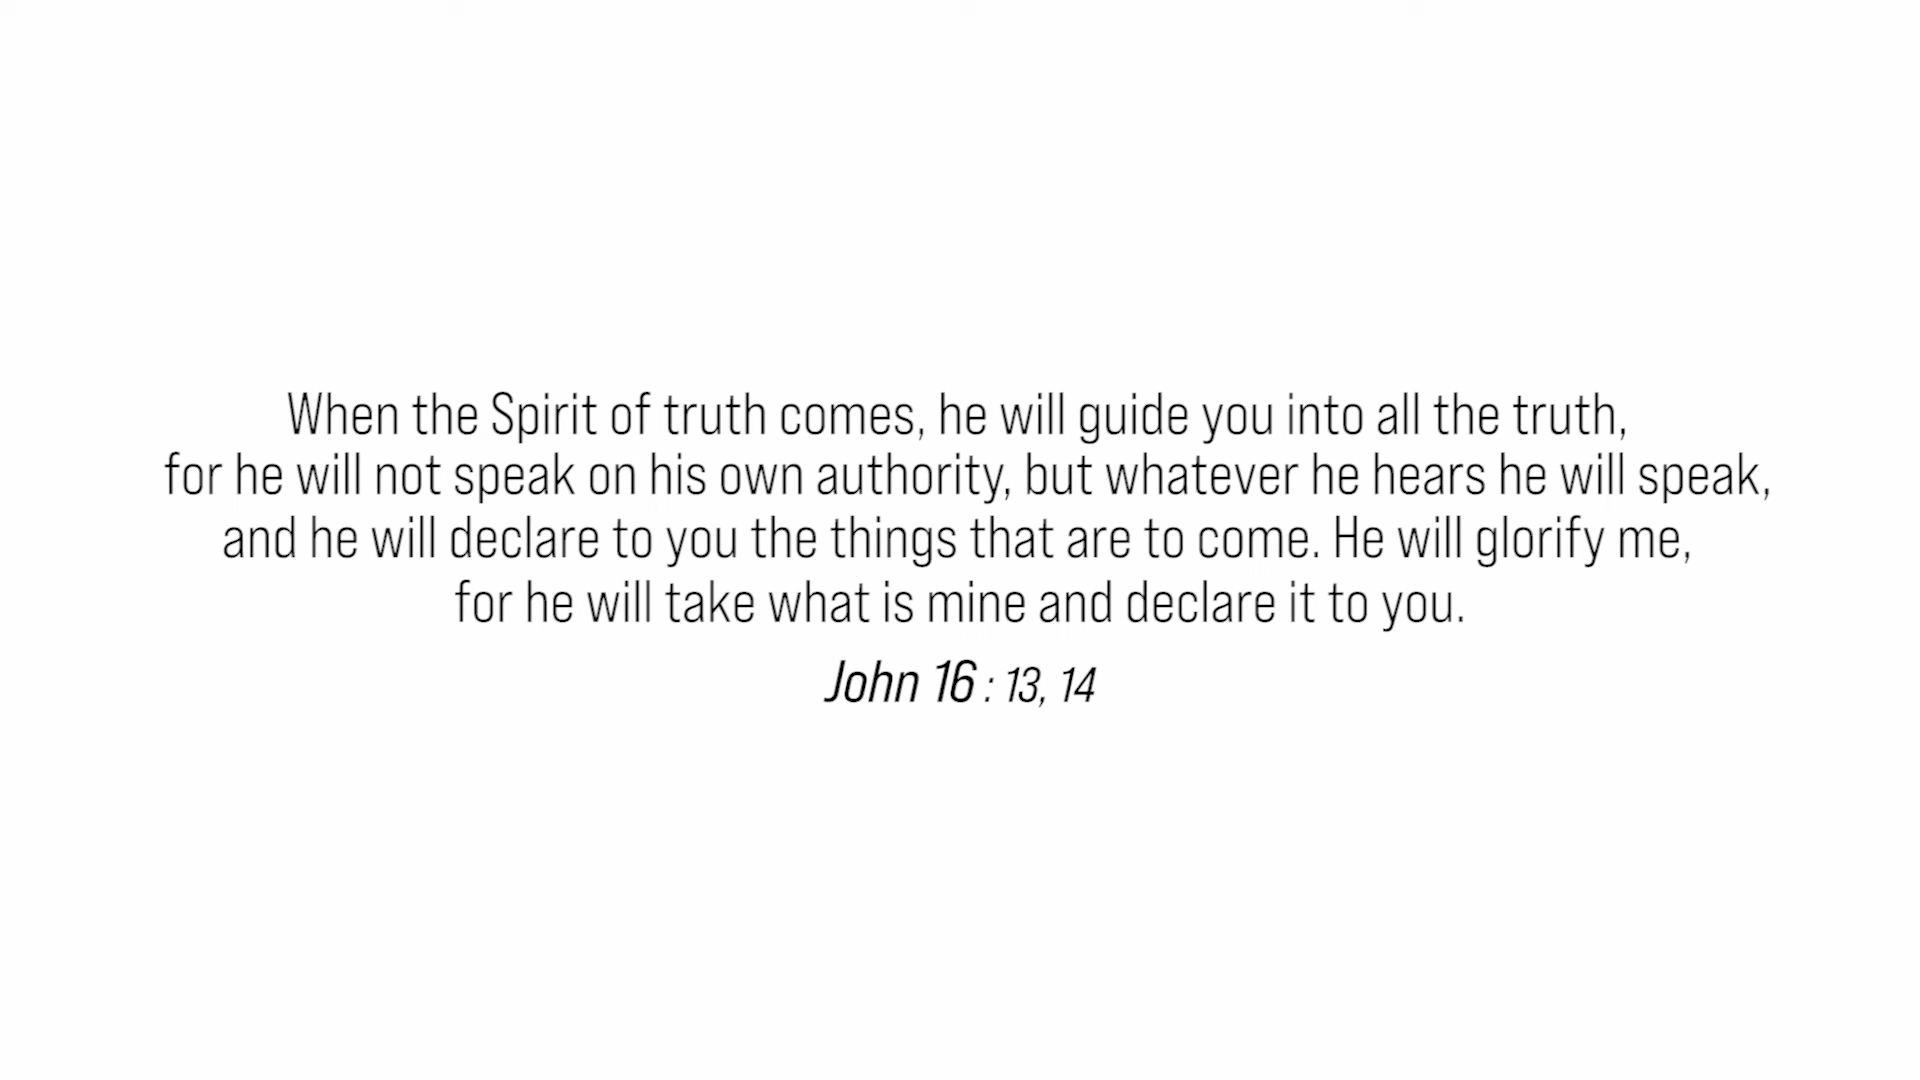 When the Spirit of truth comes, he will guide you into all the truth,
for he will not speak on his own authority, but whatever he hears he will speak,
and he will declare to you the things that are to come. He will glorify me,
for he will take what is mine and declare it to you.
John 16 : 13, 14